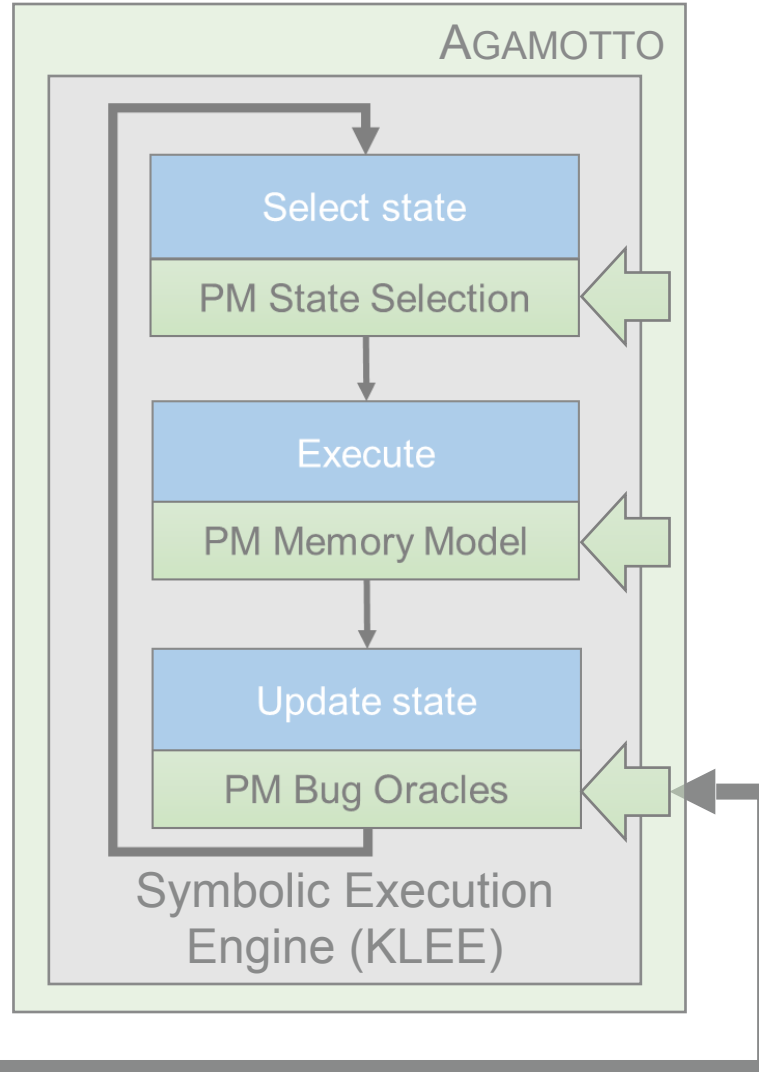 AGAMOTTO
Select state
PM State Selection
Execute
PM Memory Model
Update state
PM Bug Oracles
Symbolic Execution
Engine (KLEE)